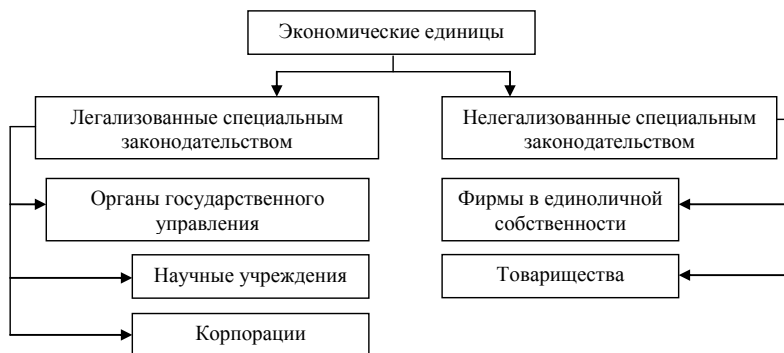 Экономические единицы
Легализованные специальным
законодательством
Нелегализованные специальным
законодательством
Органы государственного
управления
Фирмы в единоличной
собственности
Научные учреждения
Товарищества
Корпорации